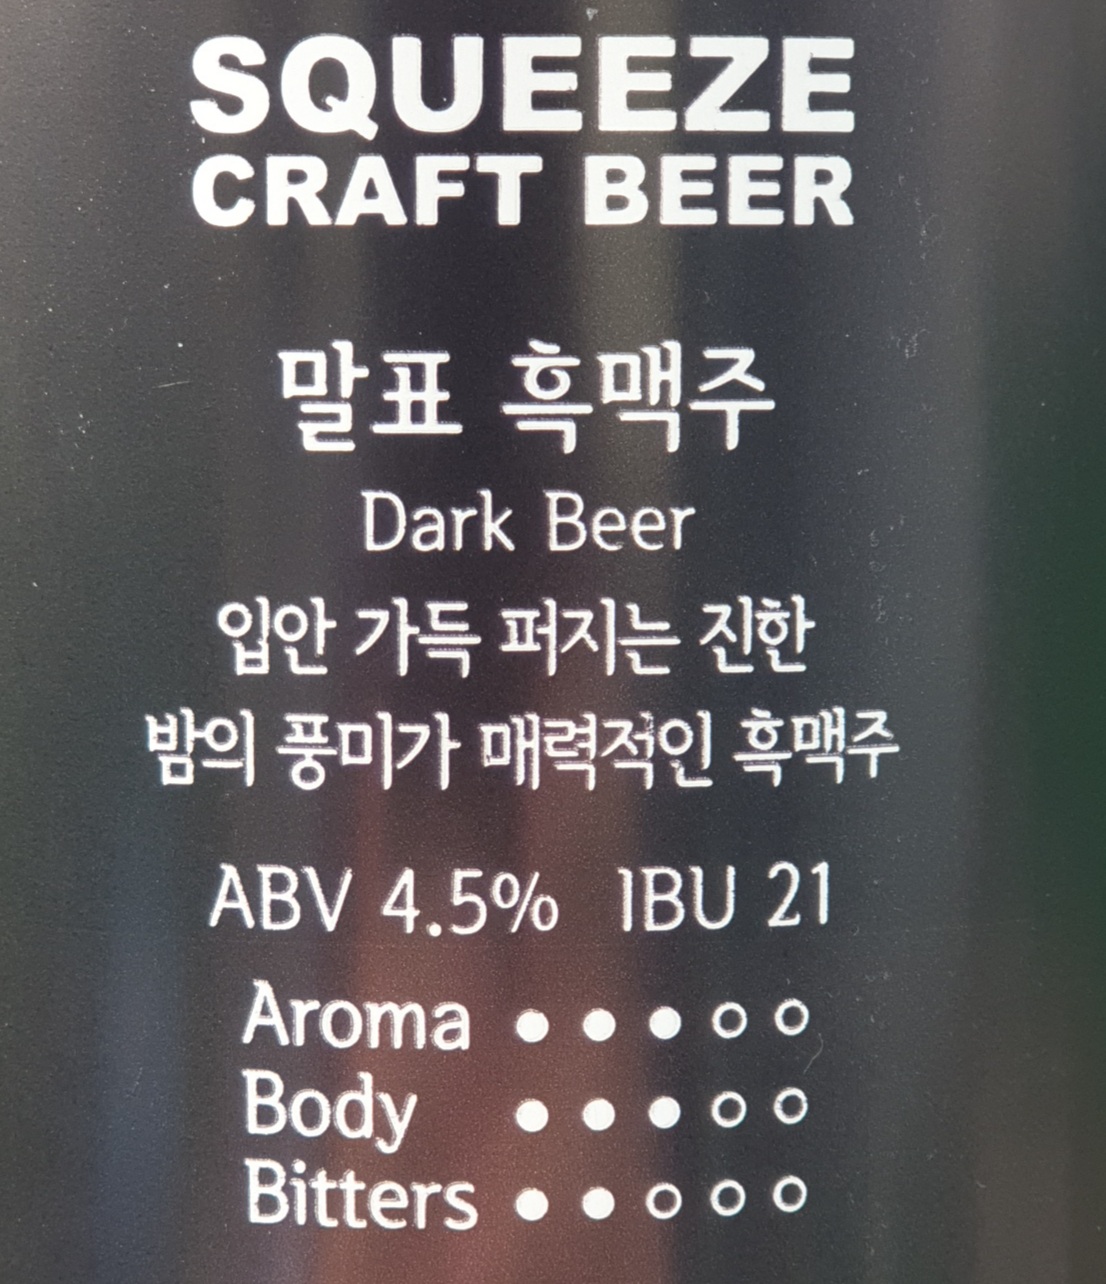 SQUEEZE
CRAFT BEER
말표 흑맥주
Dark Beer
입안 가득 퍼지는 진한
밤의 풍미가 매력적인 흑맥주
ABV 4.5% IBU 21
Aroma ●●●○○
Body ●●●○○
Bitters ●●○○○